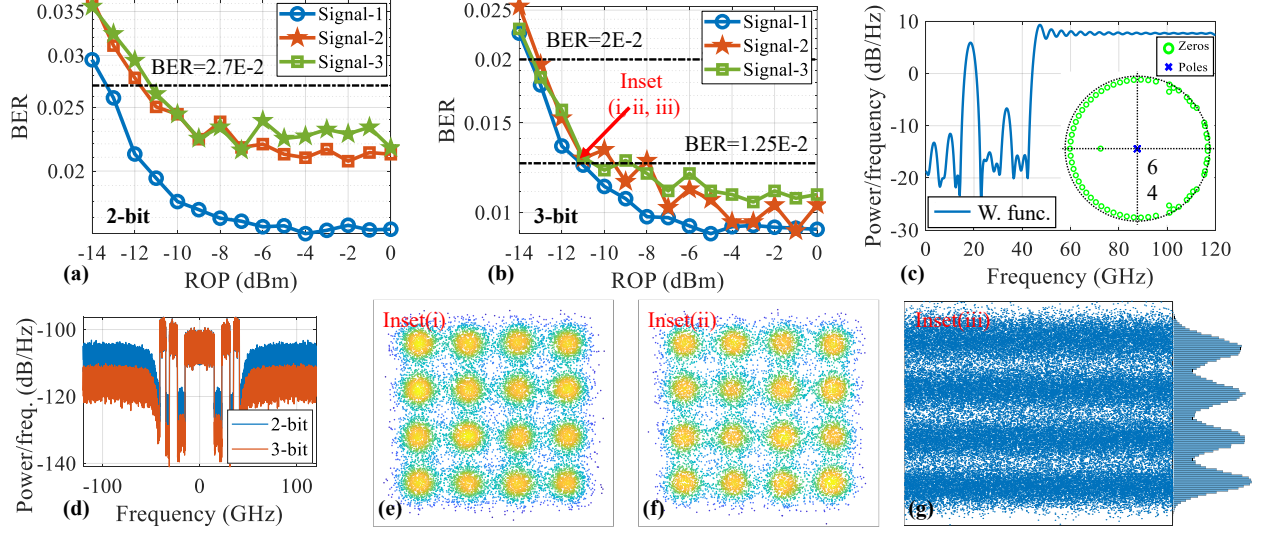 0.035
0.03
0.025
0.02
BER
Signal-1
Signal-2
Signal-3
BER=2.7E-2
2-bit
-14
-12
-10
-8
-6
-4
-2
0
(a)
ROP (dBm)
0.025
0.02
0.015
0.01
BER
Signal-1
Signal-2
Signal-3
BER=2E-2
Inset
(i, ii, iii)
BER=1.25E-2
3-bit
-14
-12
-10
-8
-6
-4
-2
0
(b)
ROP (dBm)
10
0
-10
-20
-30
Power/frequency (dB/Hz)
Zeros
Poles
6
4
W. func.
0
20
40
60
80
100
120
(c)
Frequency (GHz)
-100
-120
-140
Power/freq. (dB/Hz)
2-bit
3-bit
-100
0
100
(d)
Frequency (GHz)
Inset(i)
(e)
Inset(ii)
(f)
Inset(iii)
(g)